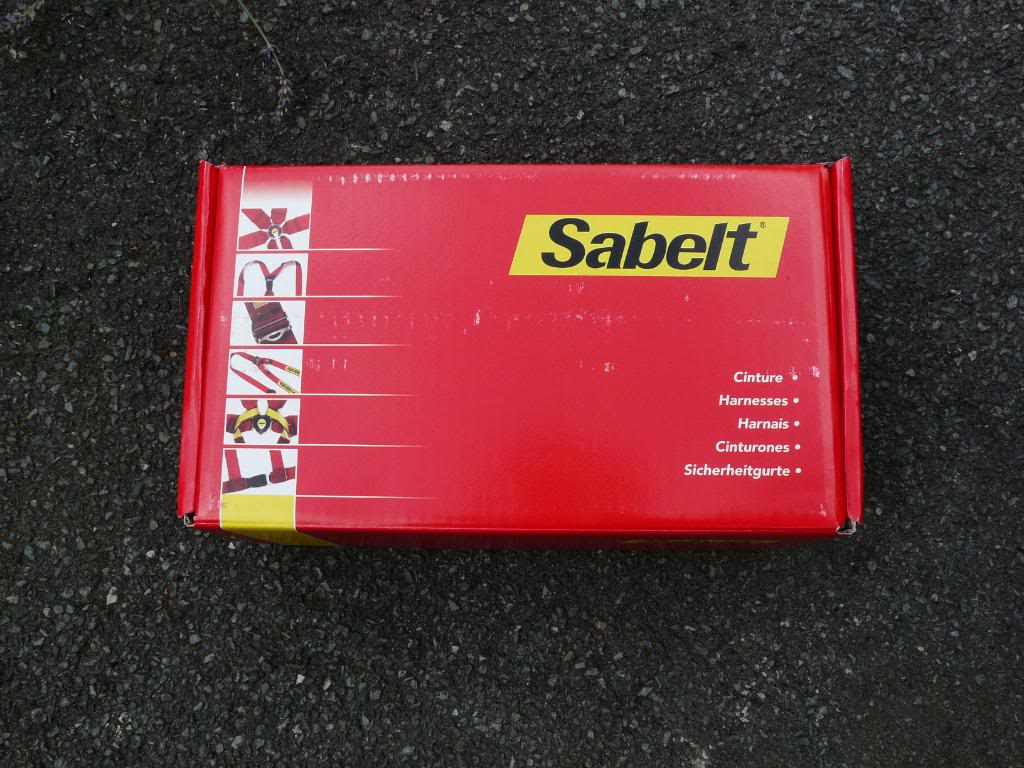 Sabelt®
Cinture •
Harnesses •
Harnais •
Cinturones •
Sicherheitgurte •